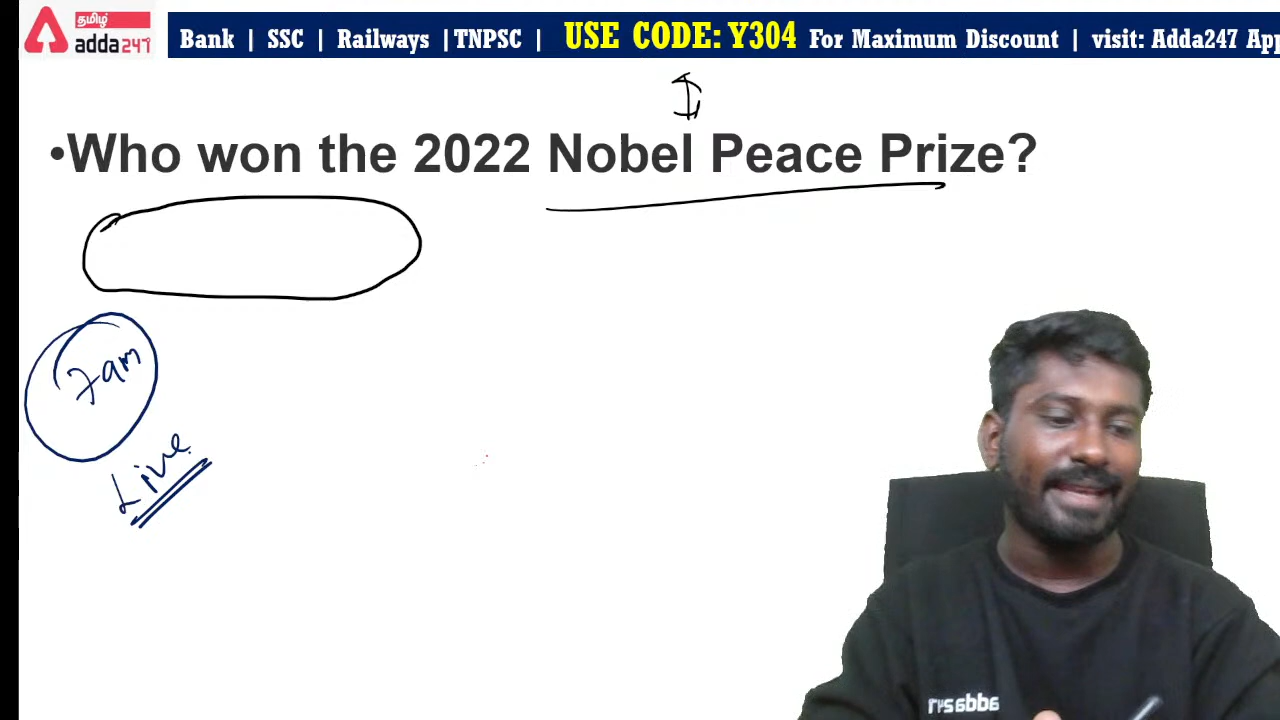 தமிழ்
adda247
Bank | SSC | Railways |TNPSC | USE CODE: Y304 For Maximum Discount | visit: Adda247 App
•Who won the 2022 Nobel Peace Prize?
7am
Live
adda247